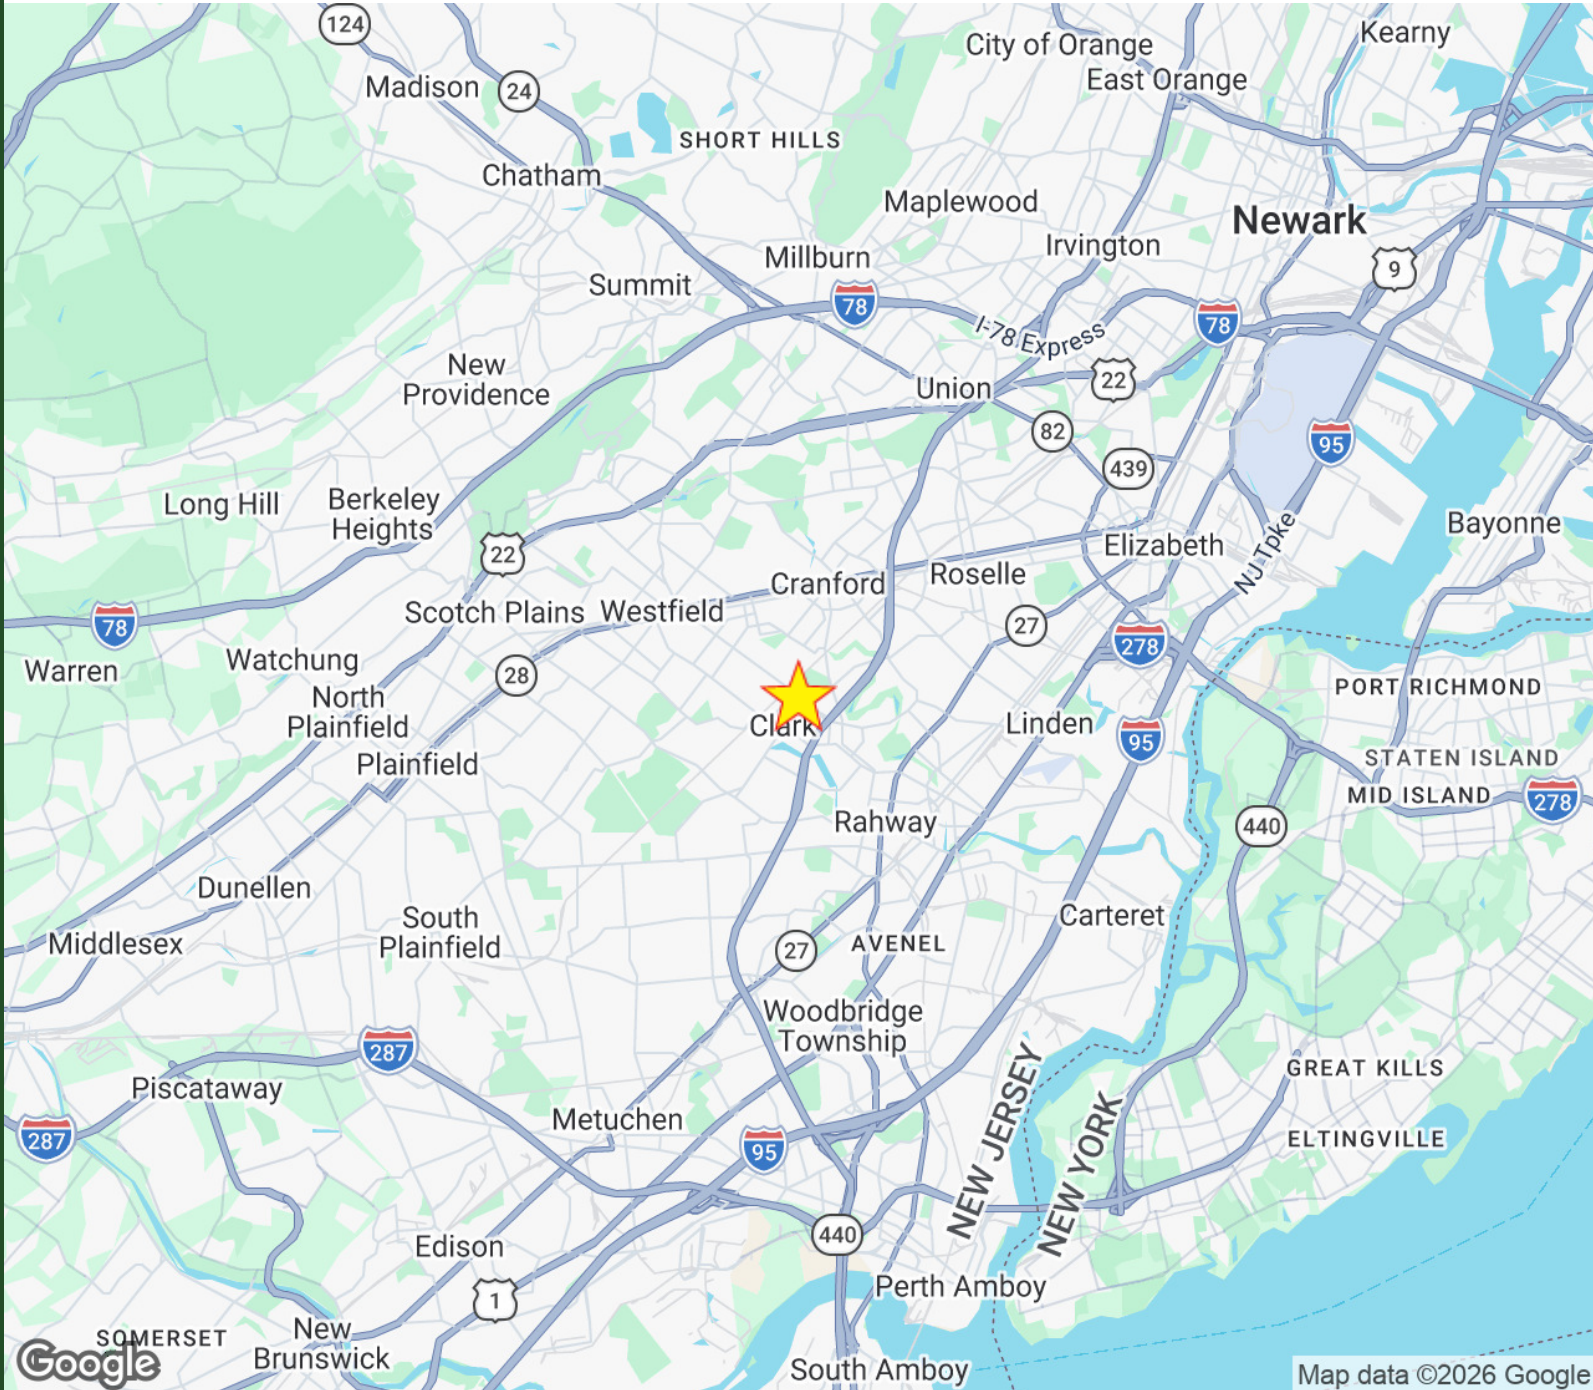 124
Kearny
City of Orange
East Orange
Madison
24
SHORT HILLS
Chatham
Maplewood
Newark
Irvington
Millburn
9
Summit
78
78
I-78 Express
New
Providence
22
Union
82
95
439
Long Hill
Berkeley
Heights
Bayonne
22
Elizabeth
NJ Tpke
Cranford
Roselle
Scotch Plains
Westfield
78
27
278
Warren
Watchung
28
North
Plainfield
PORT RICHMOND
Clark
Linden
95
Plainfield
STATEN ISLAND
MID ISLAND
278
Rahway
440
Dunellen
South
Plainfield
Carteret
Middlesex
27
AVENEL
Woodbridge
Township
287
GREAT KILLS
Piscataway
Metuchen
287
95
NEW JERSEY
NEW YORK
ELTINGVILLE
440
Edison
1
Perth Amboy
SOMERSET
New
Brunswick
South Amboy
Google
Map data ©2026 Google